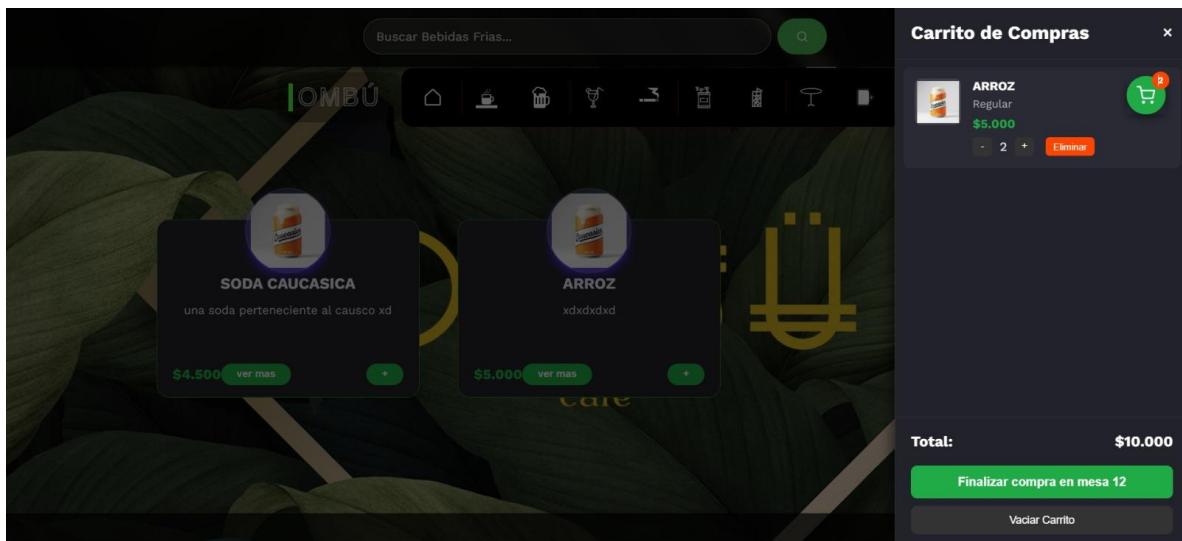 Buscar Bebidas Frias...
OMBÚ
SODA CAUCASICA
una soda perteneciente al causco xd
$4.500 ver mas +
ARROZ
xdxdxdxd
$5.000 ver mas +
Café
Carrito de Compras ×
ARROZ
Regular
$5.000
- 2 + Eliminar
2
Total: $10.000
Finalizar compra en mesa 12
Vaciar Carrito